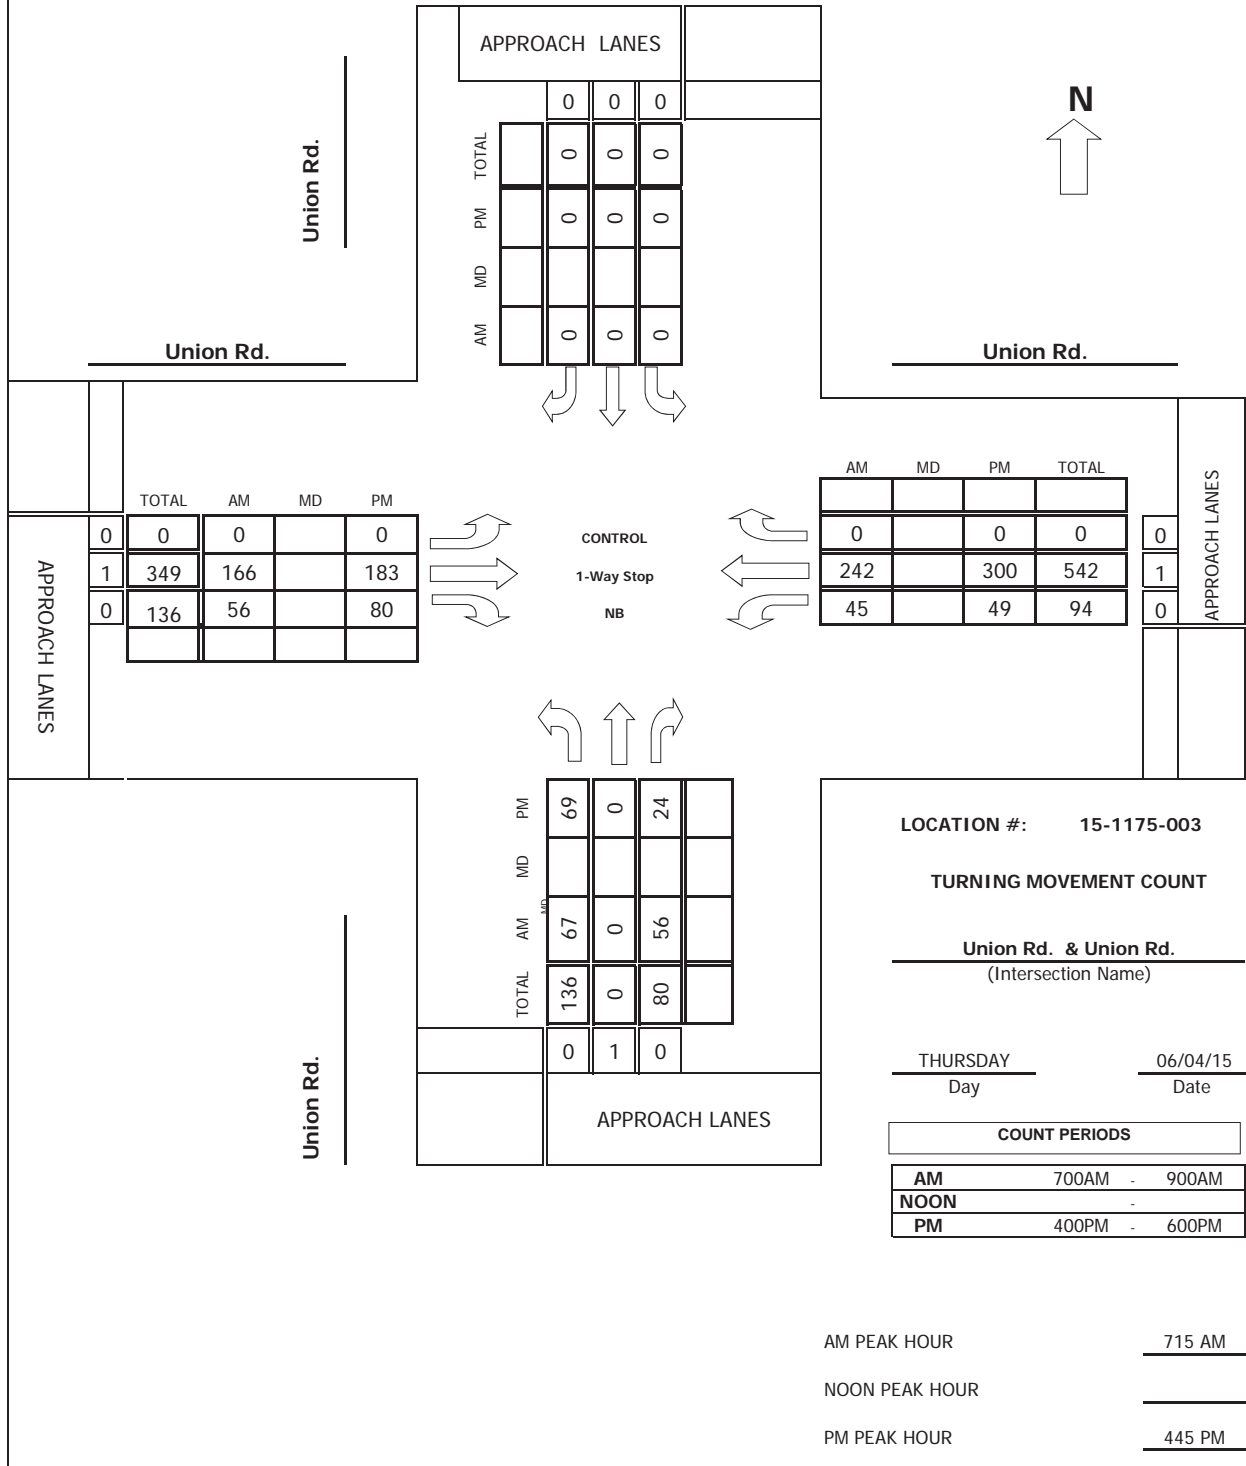 APPROACH LANES
0 0 0
N
Union Rd.
TOTAL 0 0 0
PM 0 0 0
MD
AM 0 0 0
Union Rd.
Union Rd.
AM MD PM TOTAL
TOTAL AM MD PM
0 0 0 0
CONTROL
0 0 0 0
1 349 166 183
1-Way Stop
242 300 542 1
0 136 56 80
NB
45 49 94 0
APPROACH LANES
APPROACH LANES
PM 69 0 24
MD
MD
AM 67 0 56
TOTAL 136 0 80
0 1 0
APPROACH LANES
Union Rd.
LOCATION #: 15-1175-003
TURNING MOVEMENT COUNT
Union Rd. & Union Rd.
(Intersection Name)
THURSDAY 06/04/15
Day Date
COUNT PERIODS
AM 700AM - 900AM
NOON -
PM 400PM - 600PM
AM PEAK HOUR 715 AM
NOON PEAK HOUR
PM PEAK HOUR 445 PM